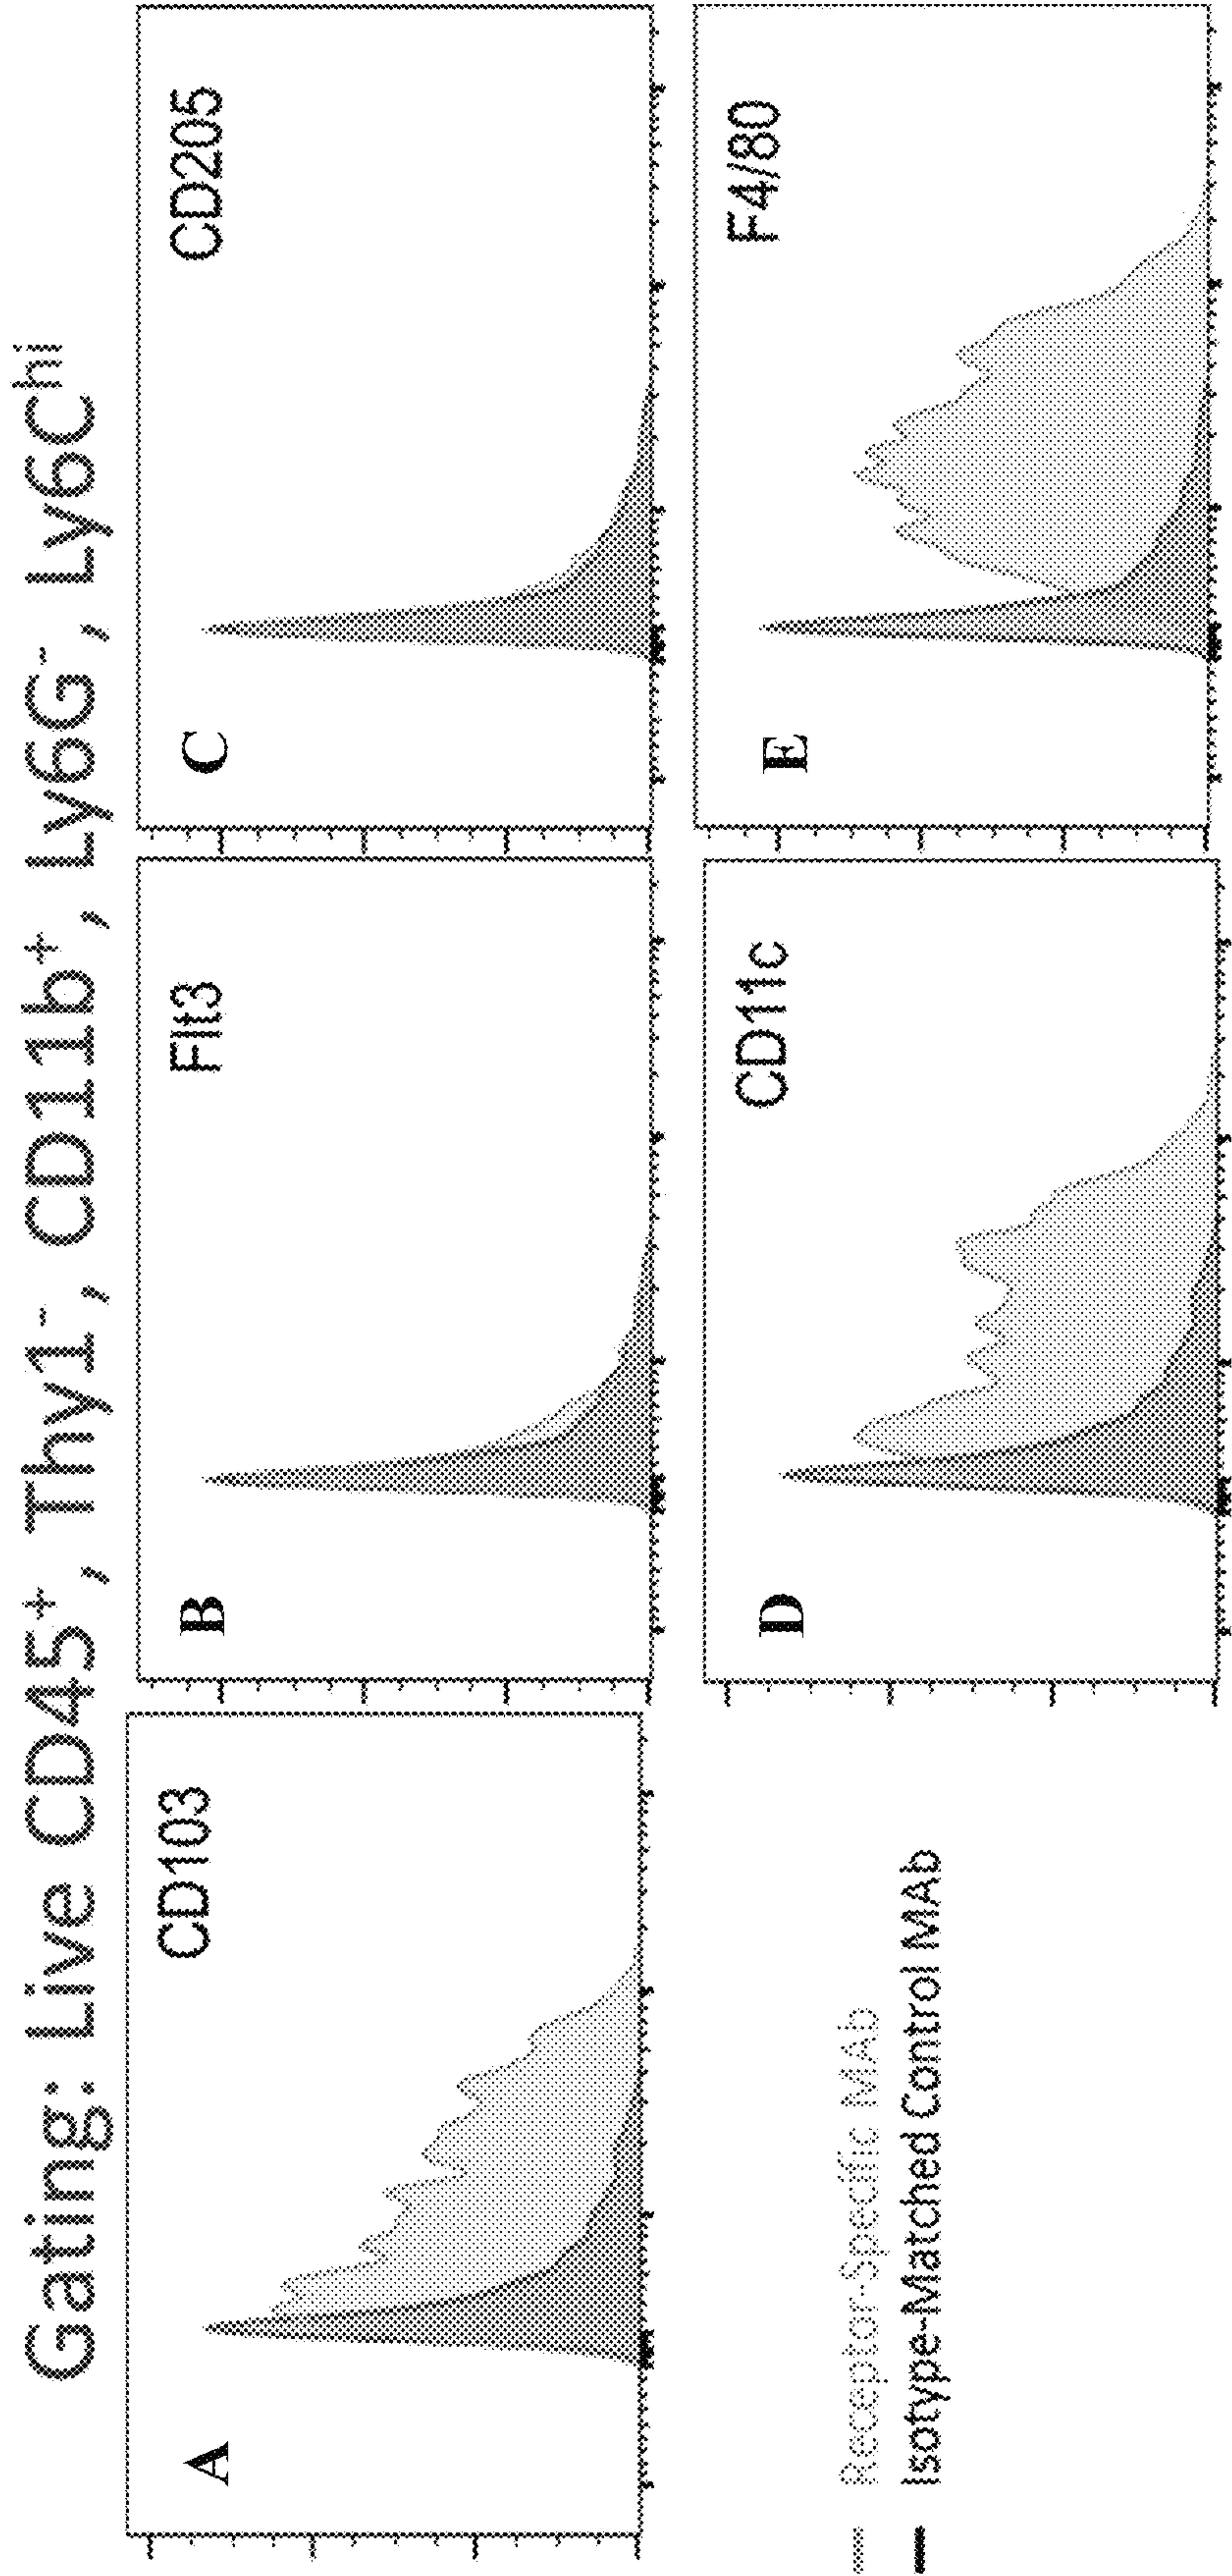 Gating: Live CD45⁺, Thy1⁻, CD11b⁺, Ly6G⁻, Ly6Cʰⁱ
A
CD103
B
Flt3
C
CD205
D
CD11c
E
F4/80
Receptor-Specific MAb
Isotype-Matched Control MAb